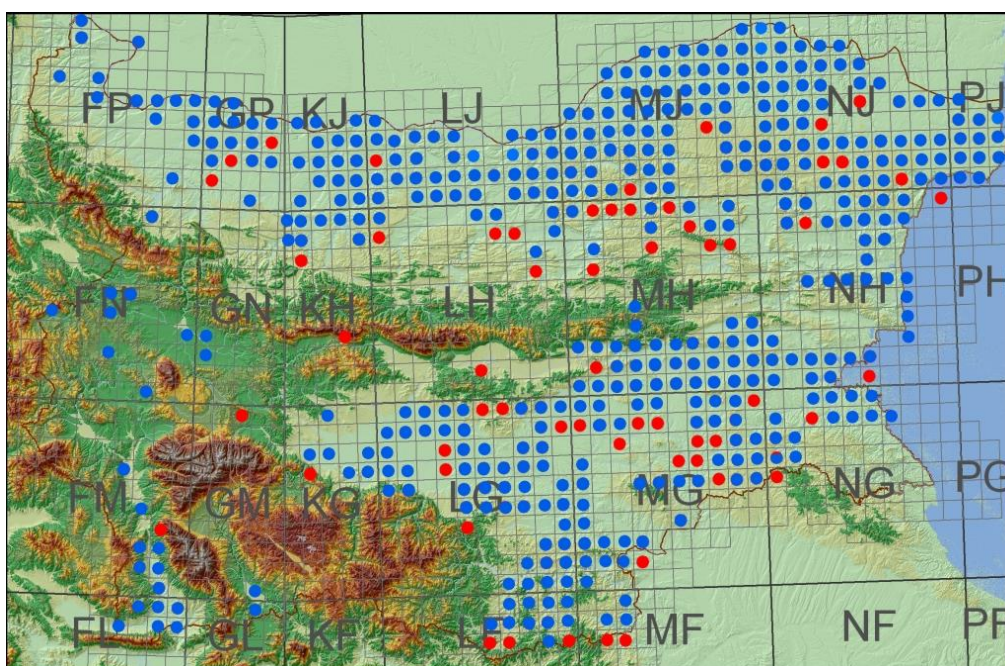 FP GP KJ LJ MJ NJ PJ
FN GN KH LH MH NH PH
FM GM KG LG MG NG PG
FL GL KF LF MF NF PF